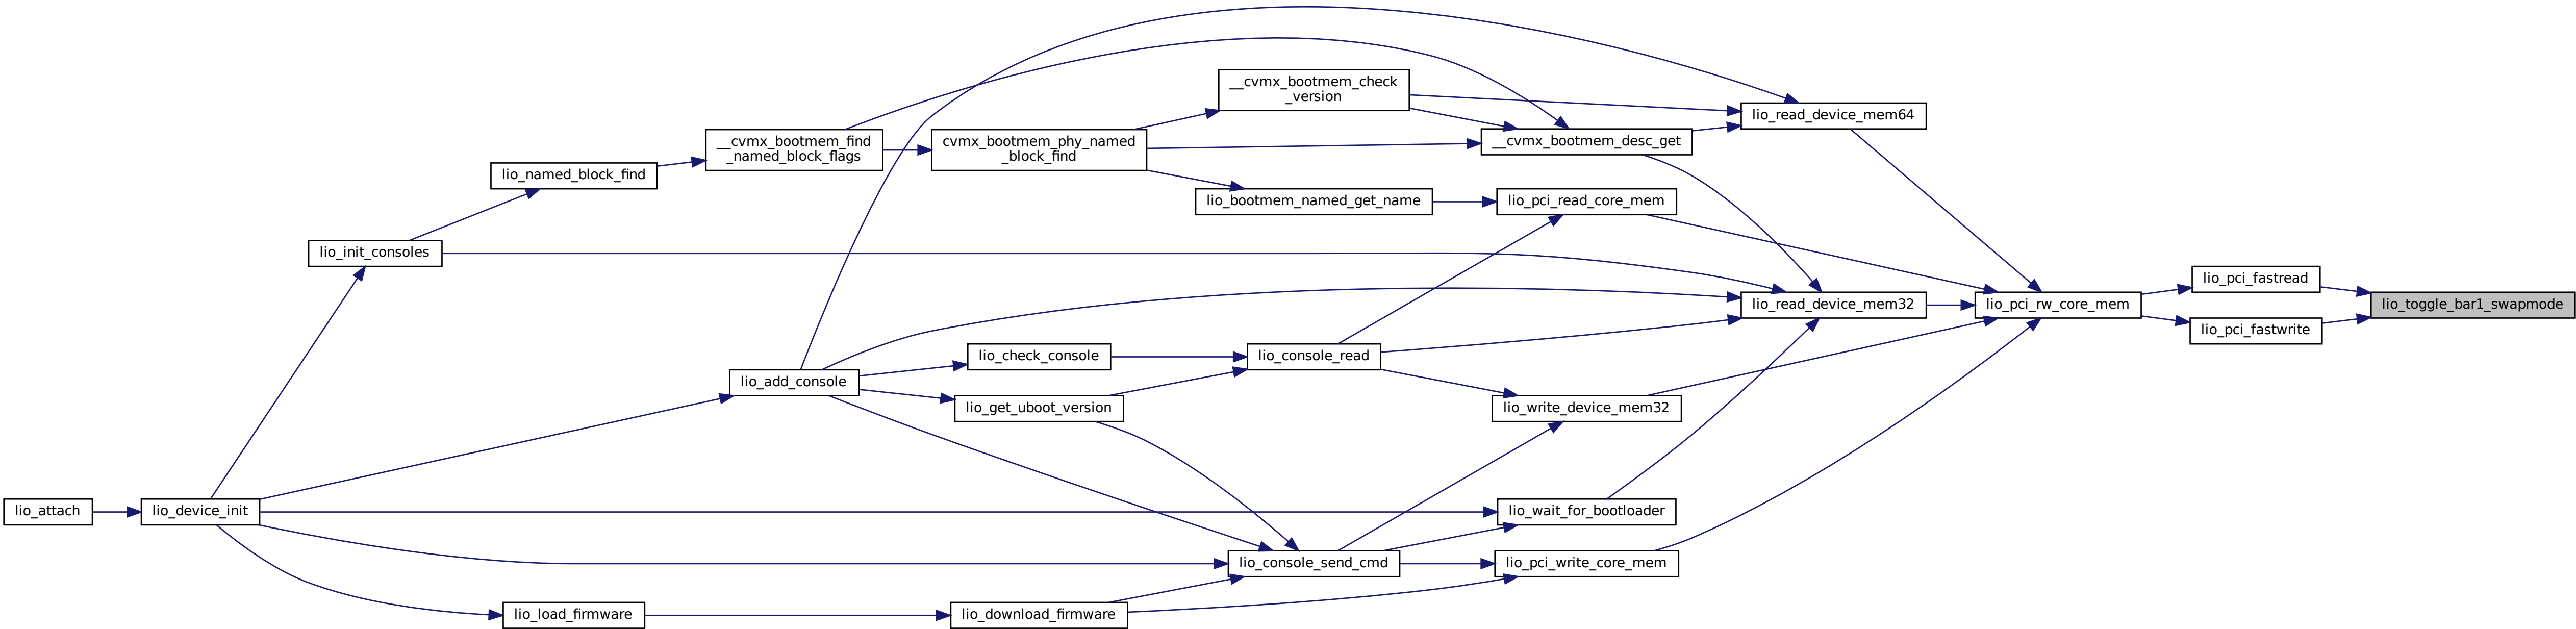 __cvmx_bootmem_check
_version
lio_read_device_mem64
__cvmx_bootmem_find
_named_block_flags
cvmx_bootmem_phy_named
_block_find
__cvmx_bootmem_desc_get
lio_named_block_find
lio_bootmem_named_get_name
lio_pci_read_core_mem
lio_init_consoles
lio_pci_fastread
lio_read_device_mem32
lio_pci_rw_core_mem
lio_toggle_bar1_swapmode
lio_pci_fastwrite
lio_check_console
lio_console_read
lio_add_console
lio_get_uboot_version
lio_write_device_mem32
lio_attach
lio_device_init
lio_wait_for_bootloader
lio_console_send_cmd
lio_pci_write_core_mem
lio_load_firmware
lio_download_firmware